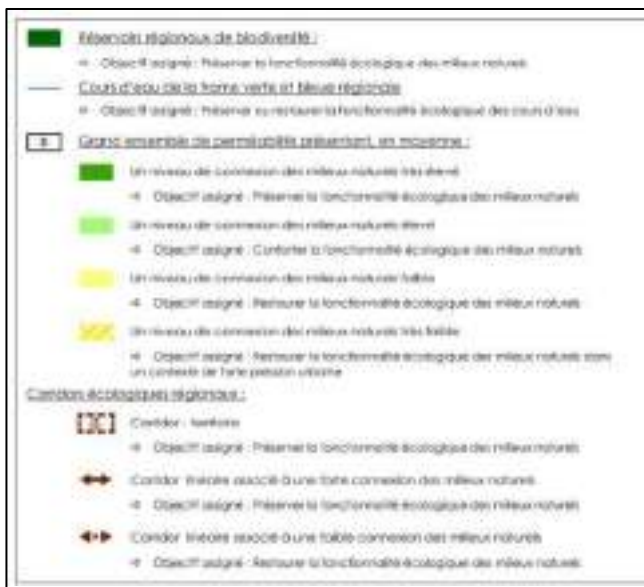 Réservoirs régionaux de biodiversité :
Objectif assigné : Préserver la fonctionnalité écologique des milieux naturels
Cours d'eau de la trame verte et bleue régionale
Objectif assigné : Préserver ou restaurer la fonctionnalité écologique des cours d'eau
Grand ensemble de perméabilité présentant, en moyenne :
Un niveau de connexion des milieux naturels très élevé
Objectif assigné : Préserver la fonctionnalité écologique des milieux naturels
Un niveau de connexion des milieux naturels élevé
Objectif assigné : Conforter la fonctionnalité écologique des milieux naturels
Un niveau de connexion des milieux naturels faible
Objectif assigné : Restaurer la fonctionnalité écologique des milieux naturels
Un niveau de connexion des milieux naturels très faible
Objectif assigné : Restaurer la fonctionnalité écologique des milieux naturels dans
un contexte de forte pression urbaine
Corridors écologiques régionaux :
Corridor - territoire
Objectif assigné : Préserver la fonctionnalité écologique des milieux naturels
Corridor linéaire associé à une forte connexion des milieux naturels
Objectif assigné : Préserver la fonctionnalité écologique des milieux naturels
Corridor linéaire associé à une faible connexion des milieux naturels
Objectif assigné : Restaurer la fonctionnalité écologique des milieux naturels